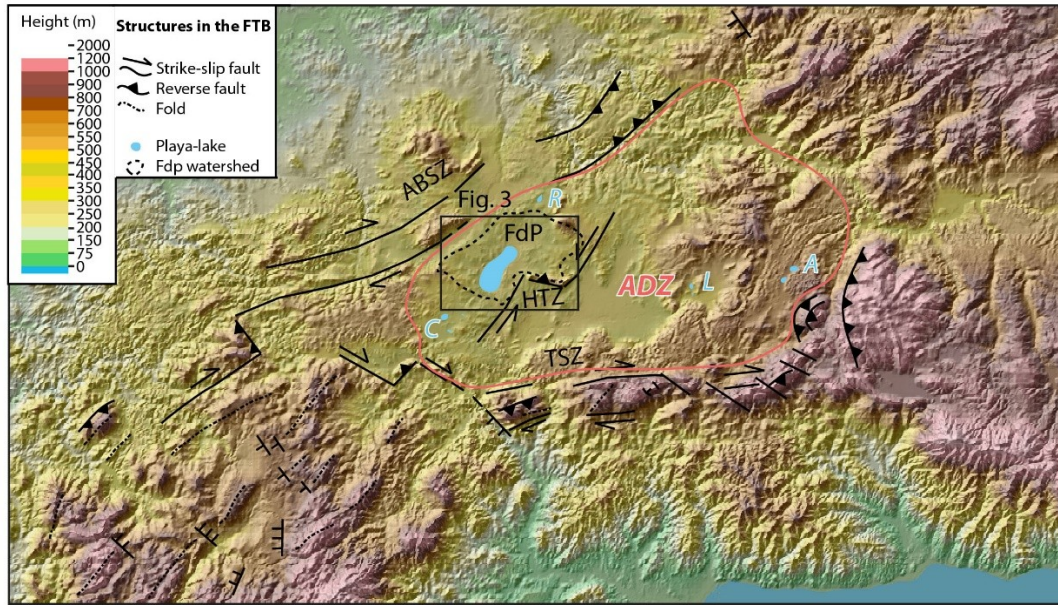 Height (m)
Structures in the FTB
2000
1200
1000
900
800
700
600
550
500
450
400
350
300
250
200
150
75
0
Strike-slip fault
Reverse fault
Fold
Playa-lake
Fdp watershed
ABSZ
Fig. 3
R
FdP
ADZ
L
A
HTZ
C
TSZ